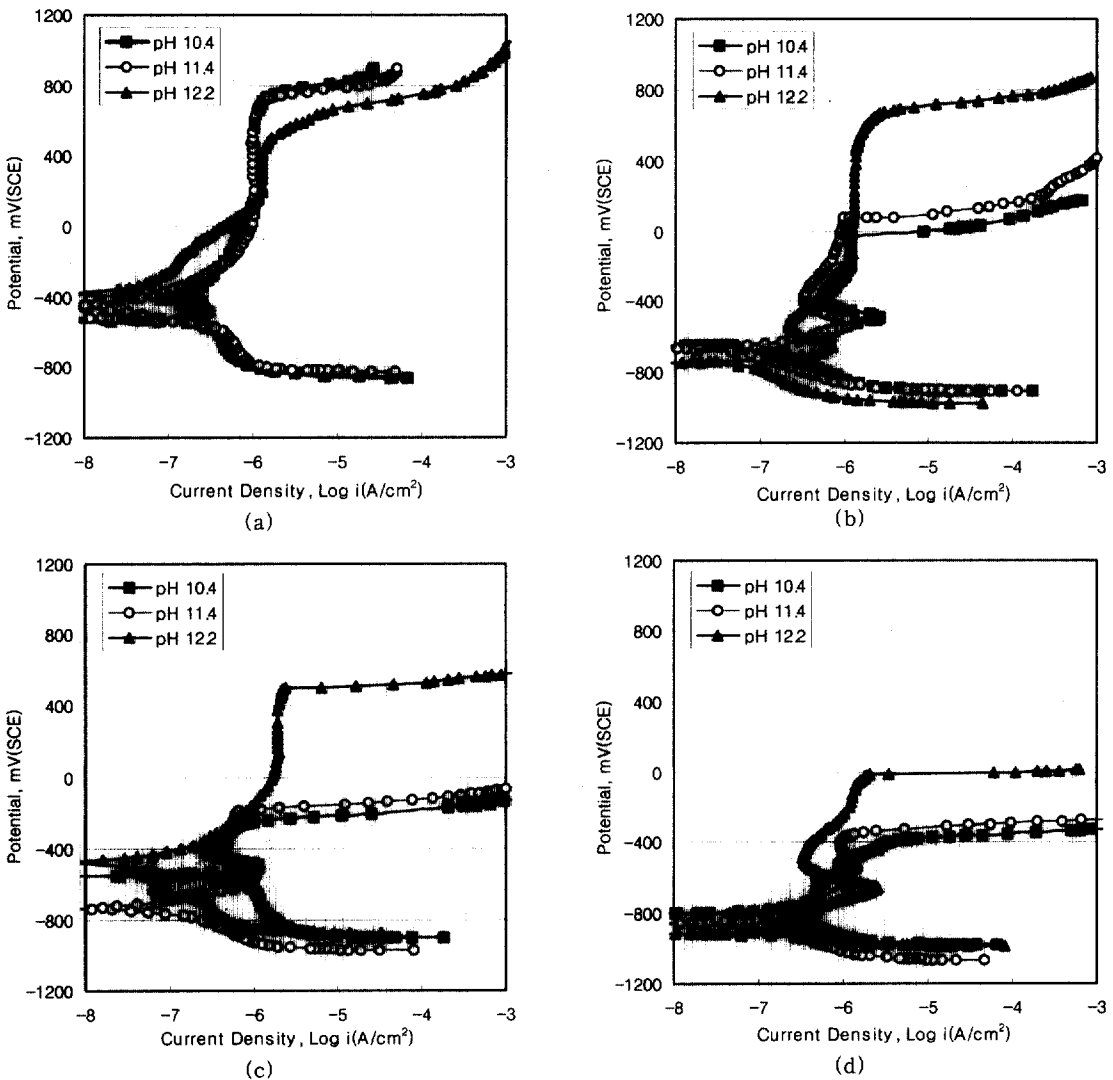 1200
800
400
0
−400
−800
−1200
Potential, mV(SCE)
pH 10.4
pH 11.4
pH 12.2
−8 −7 −6 −5 −4 −3
Current Density, Log i(A/cm²)
(a)
1200
800
400
0
−400
−800
−1200
Potential, mV(SCE)
pH 10.4
pH 11.4
pH 12.2
−8 −7 −6 −5 −4 −3
Current Density, Log i(A/cm²)
(b)
1200
800
400
0
−400
−800
−1200
Potential, mV(SCE)
pH 10.4
pH 11.4
pH 12.2
−8 −7 −6 −5 −4 −3
Current Density, Log i(A/cm²)
(c)
1200
800
400
0
−400
−800
−1200
Potential, mV(SCE)
pH 10.4
pH 11.4
pH 12.2
−8 −7 −6 −5 −4 −3
Current Density, Log i(A/cm²)
(d)